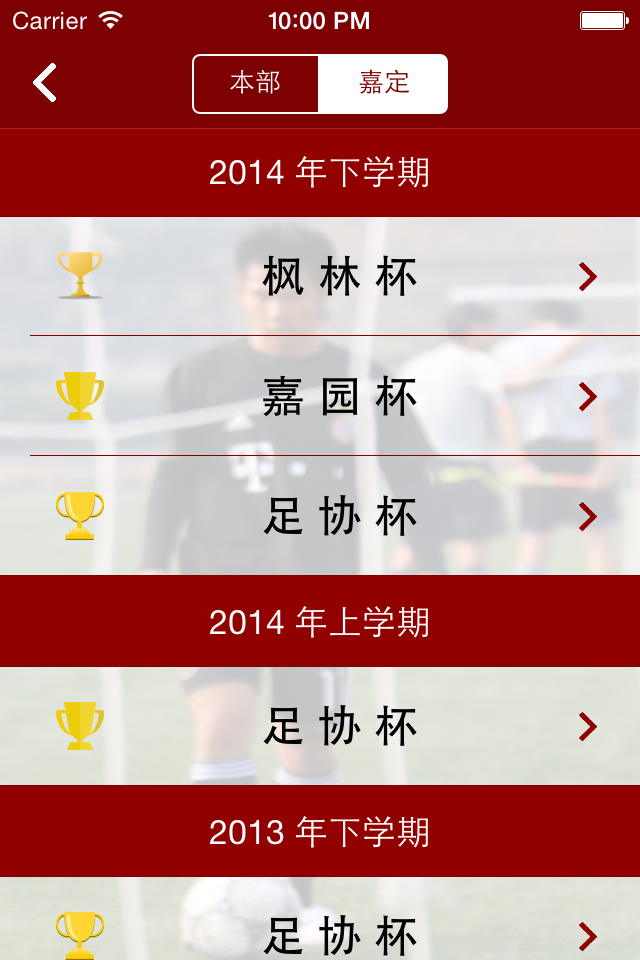 Carrier 10:00 PM
本部 嘉定
2014 年下学期
枫林杯
嘉园杯
足协杯
2014 年上学期
足协杯
2013 年下学期
足协杯